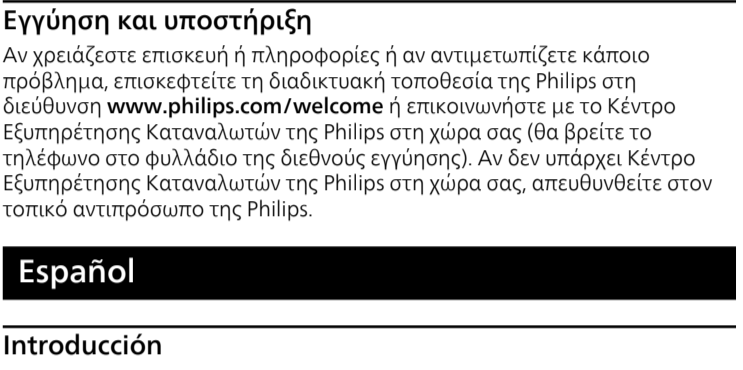 Εγγύηση και υποστήριξη
Αν χρειάζεστε επισκευή ή πληροφορίες ή αν αντιμετωπίζετε κάποιο
πρόβλημα, επισκεφτείτε τη διαδικτυακή τοποθεσία της Philips στη
διεύθυνση www.philips.com/welcome ή επικοινωνήστε με το Κέντρο
Εξυπηρέτησης Καταναλωτών της Philips στη χώρα σας (θα βρείτε το
τηλέφωνο στο φυλλάδιο της διεθνούς εγγύησης). Αν δεν υπάρχει Κέντρο
Εξυπηρέτησης Καταναλωτών της Philips στη χώρα σας, απευθυνθείτε στον
τοπικό αντιπρόσωπο της Philips.
Español
Introducción